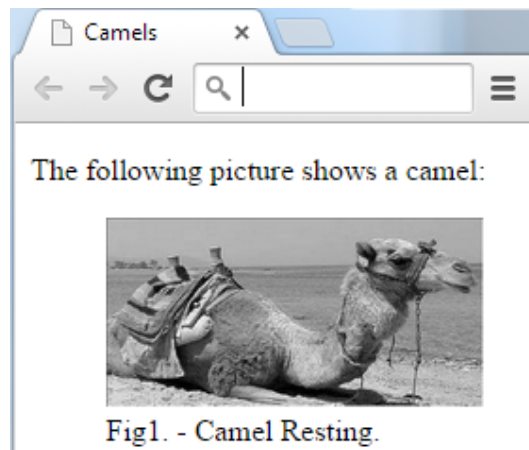 Camels
The following picture shows a camel:
Fig1. - Camel Resting.